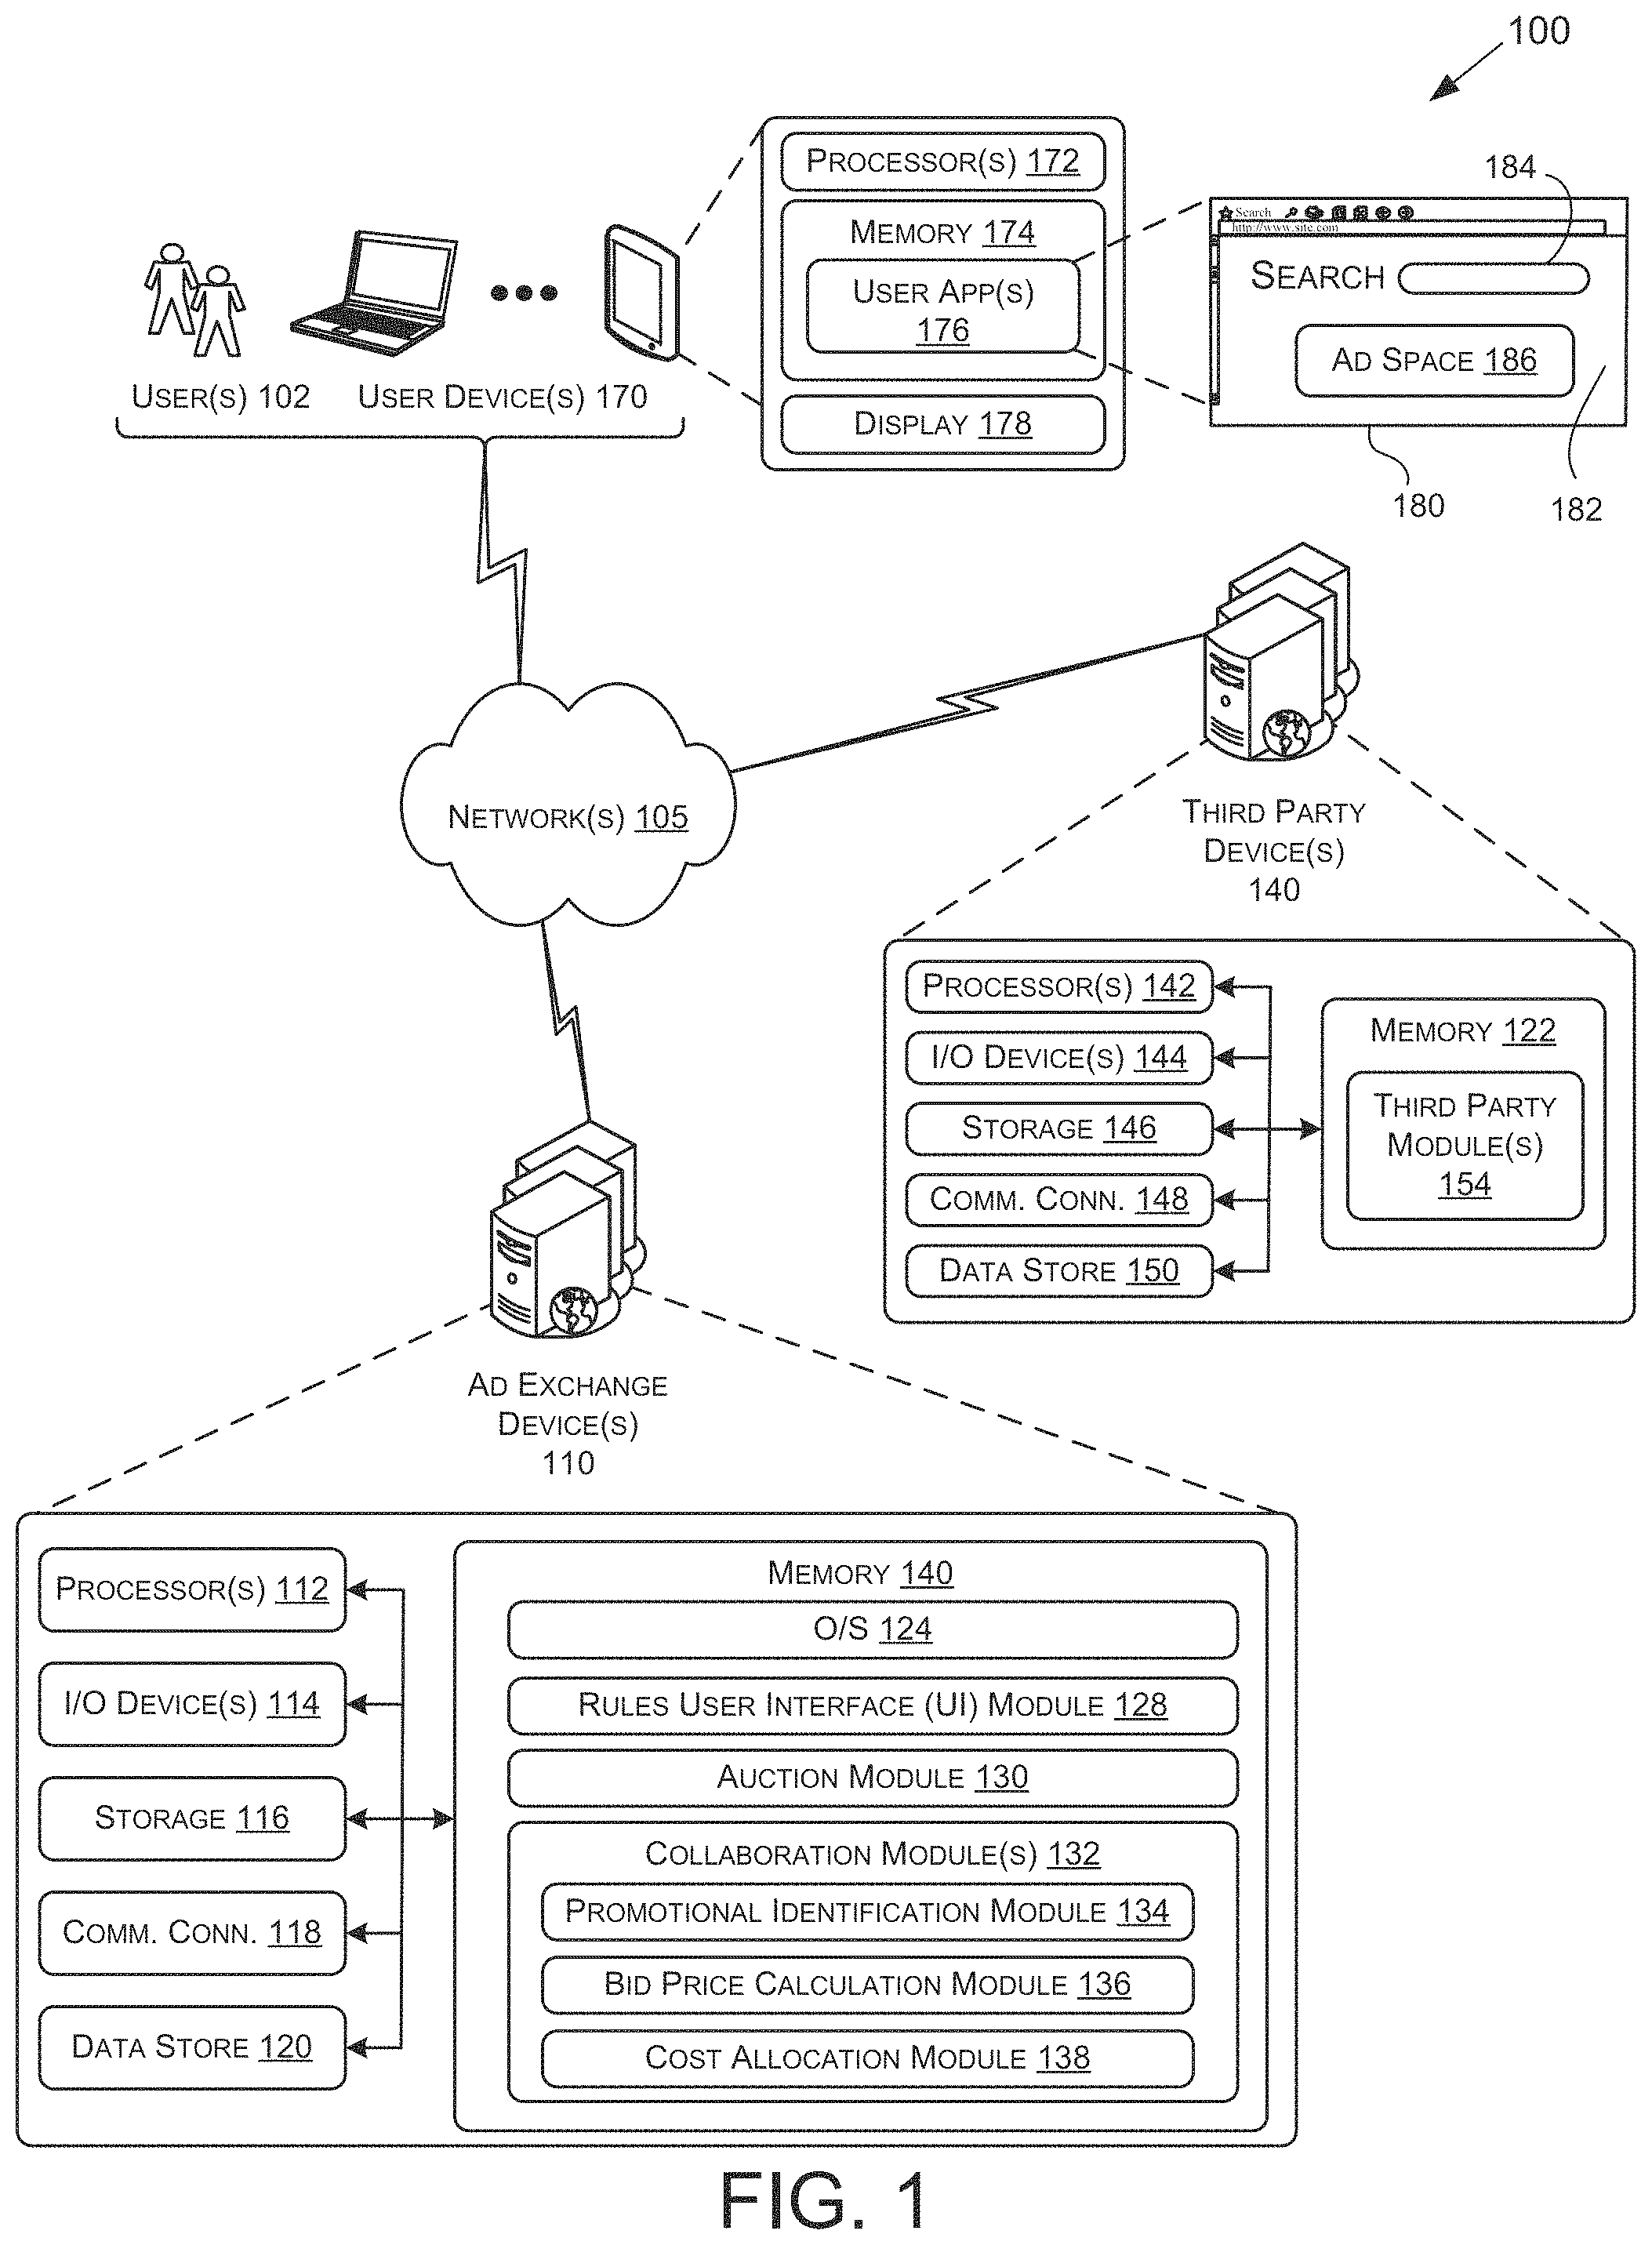 100
PROCESSOR(S) 172
MEMORY 174
USER APP(S)
176
DISPLAY 178
184
Search
http://www.site.com
SEARCH
AD SPACE 186
180
182
USER(S) 102
USER DEVICE(S) 170
NETWORK(S) 105
THIRD PARTY
DEVICE(S)
140
PROCESSOR(S) 142
I/O DEVICE(S) 144
STORAGE 146
COMM. CONN. 148
DATA STORE 150
MEMORY 122
THIRD PARTY
MODULE(S)
154
AD EXCHANGE
DEVICE(S)
110
PROCESSOR(S) 112
I/O DEVICE(S) 114
STORAGE 116
COMM. CONN. 118
DATA STORE 120
MEMORY 140
O/S 124
RULES USER INTERFACE (UI) MODULE 128
AUCTION MODULE 130
COLLABORATION MODULE(S) 132
PROMOTIONAL IDENTIFICATION MODULE 134
BID PRICE CALCULATION MODULE 136
COST ALLOCATION MODULE 138
FIG. 1